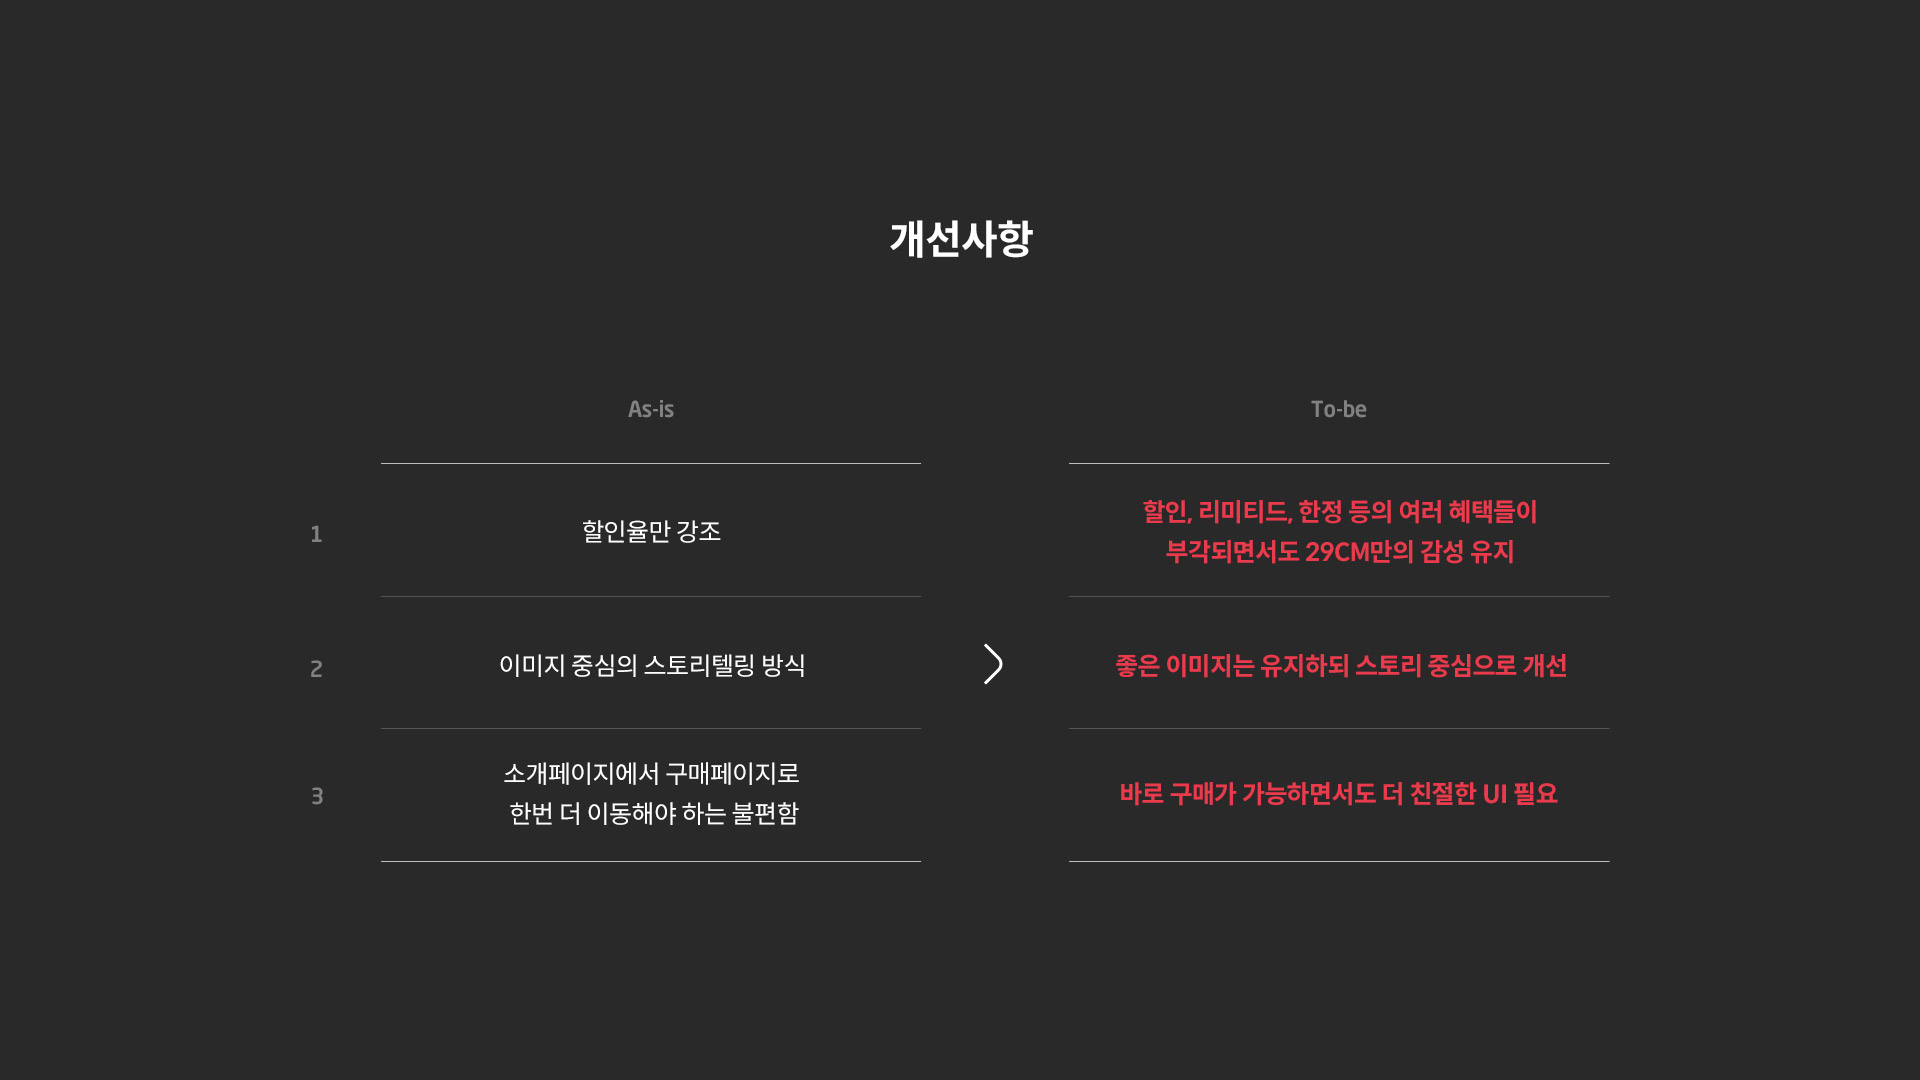 개선사항
As-is
To-be
1
할인율만 강조
할인, 리미티드, 한정 등의 여러 혜택들이
부각되면서도 29CM만의 감성 유지
2
이미지 중심의 스토리텔링 방식
좋은 이미지는 유지하되 스토리 중심으로 개선
3
소개페이지에서 구매페이지로
한번 더 이동해야 하는 불편함
바로 구매가 가능하면서도 더 친절한 UI 필요